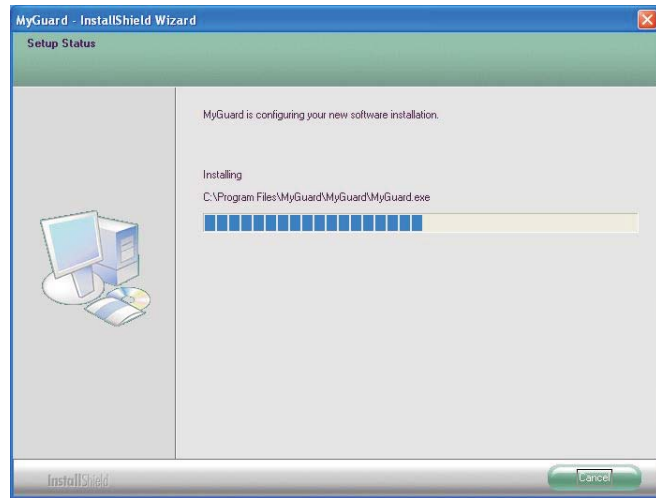 MyGuard - InstallShield Wizard
Setup Status
MyGuard is configuring your new software installation.
Installing
C:\Program Files\MyGuard\MyGuard\MyGuard.exe
InstallShield
Cancel